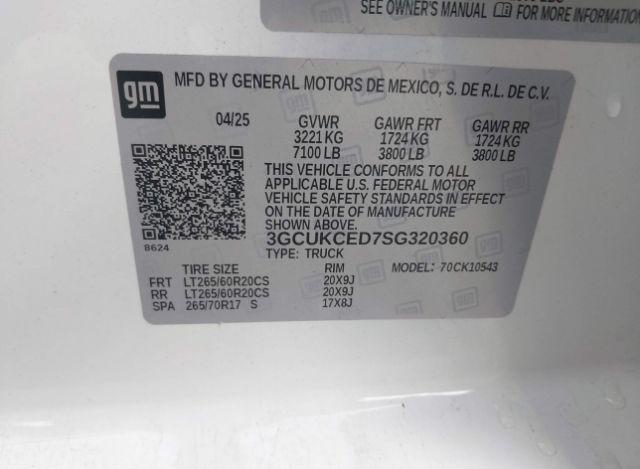 SEE OWNER'S MANUAL FOR MORE INFORMATION
gm
MFD BY GENERAL MOTORS DE MEXICO, S. DE R.L. DE C.V.
04/25 GVWR GAWR FRT GAWR RR
3221 KG 1724 KG 1724 KG
7100 LB 3800 LB 3800 LB
THIS VEHICLE CONFORMS TO ALL
APPLICABLE U.S. FEDERAL MOTOR
VEHICLE SAFETY STANDARDS IN EFFECT
ON THE DATE OF MANUFACTURE
SHOWN ABOVE.
3GCUKCED7SG320360
8624
TYPE: TRUCK
TIRE SIZE RIM MODEL: 70CK10543
FRT LT265/60R20CS 20X9J
RR LT265/60R20CS 20X9J
SPA 265/70R17 S 17X8J